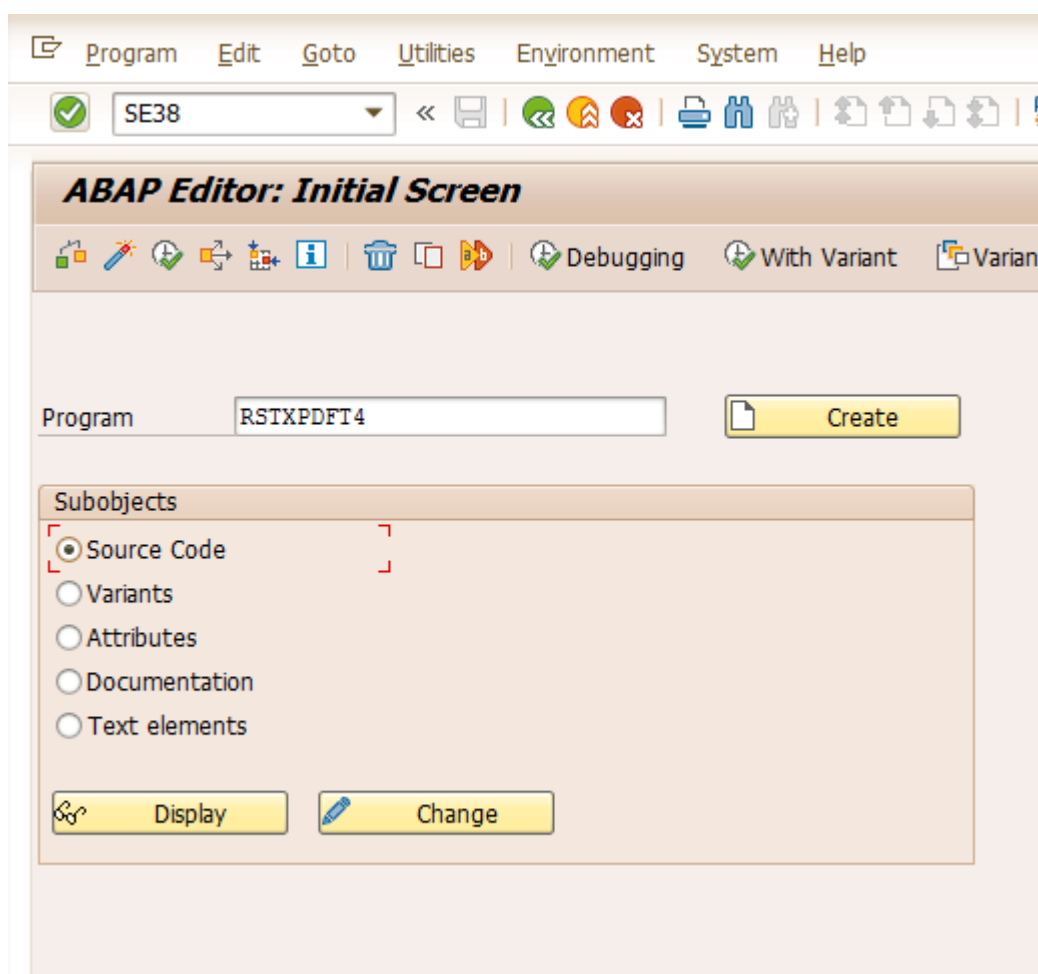 Program Edit Goto Utilities Environment System Help
SE38
ABAP Editor: Initial Screen
Debugging With Variant Varian
Program RSTXPDFT4 Create
Subobjects
Source Code
Variants
Attributes
Documentation
Text elements
Display Change